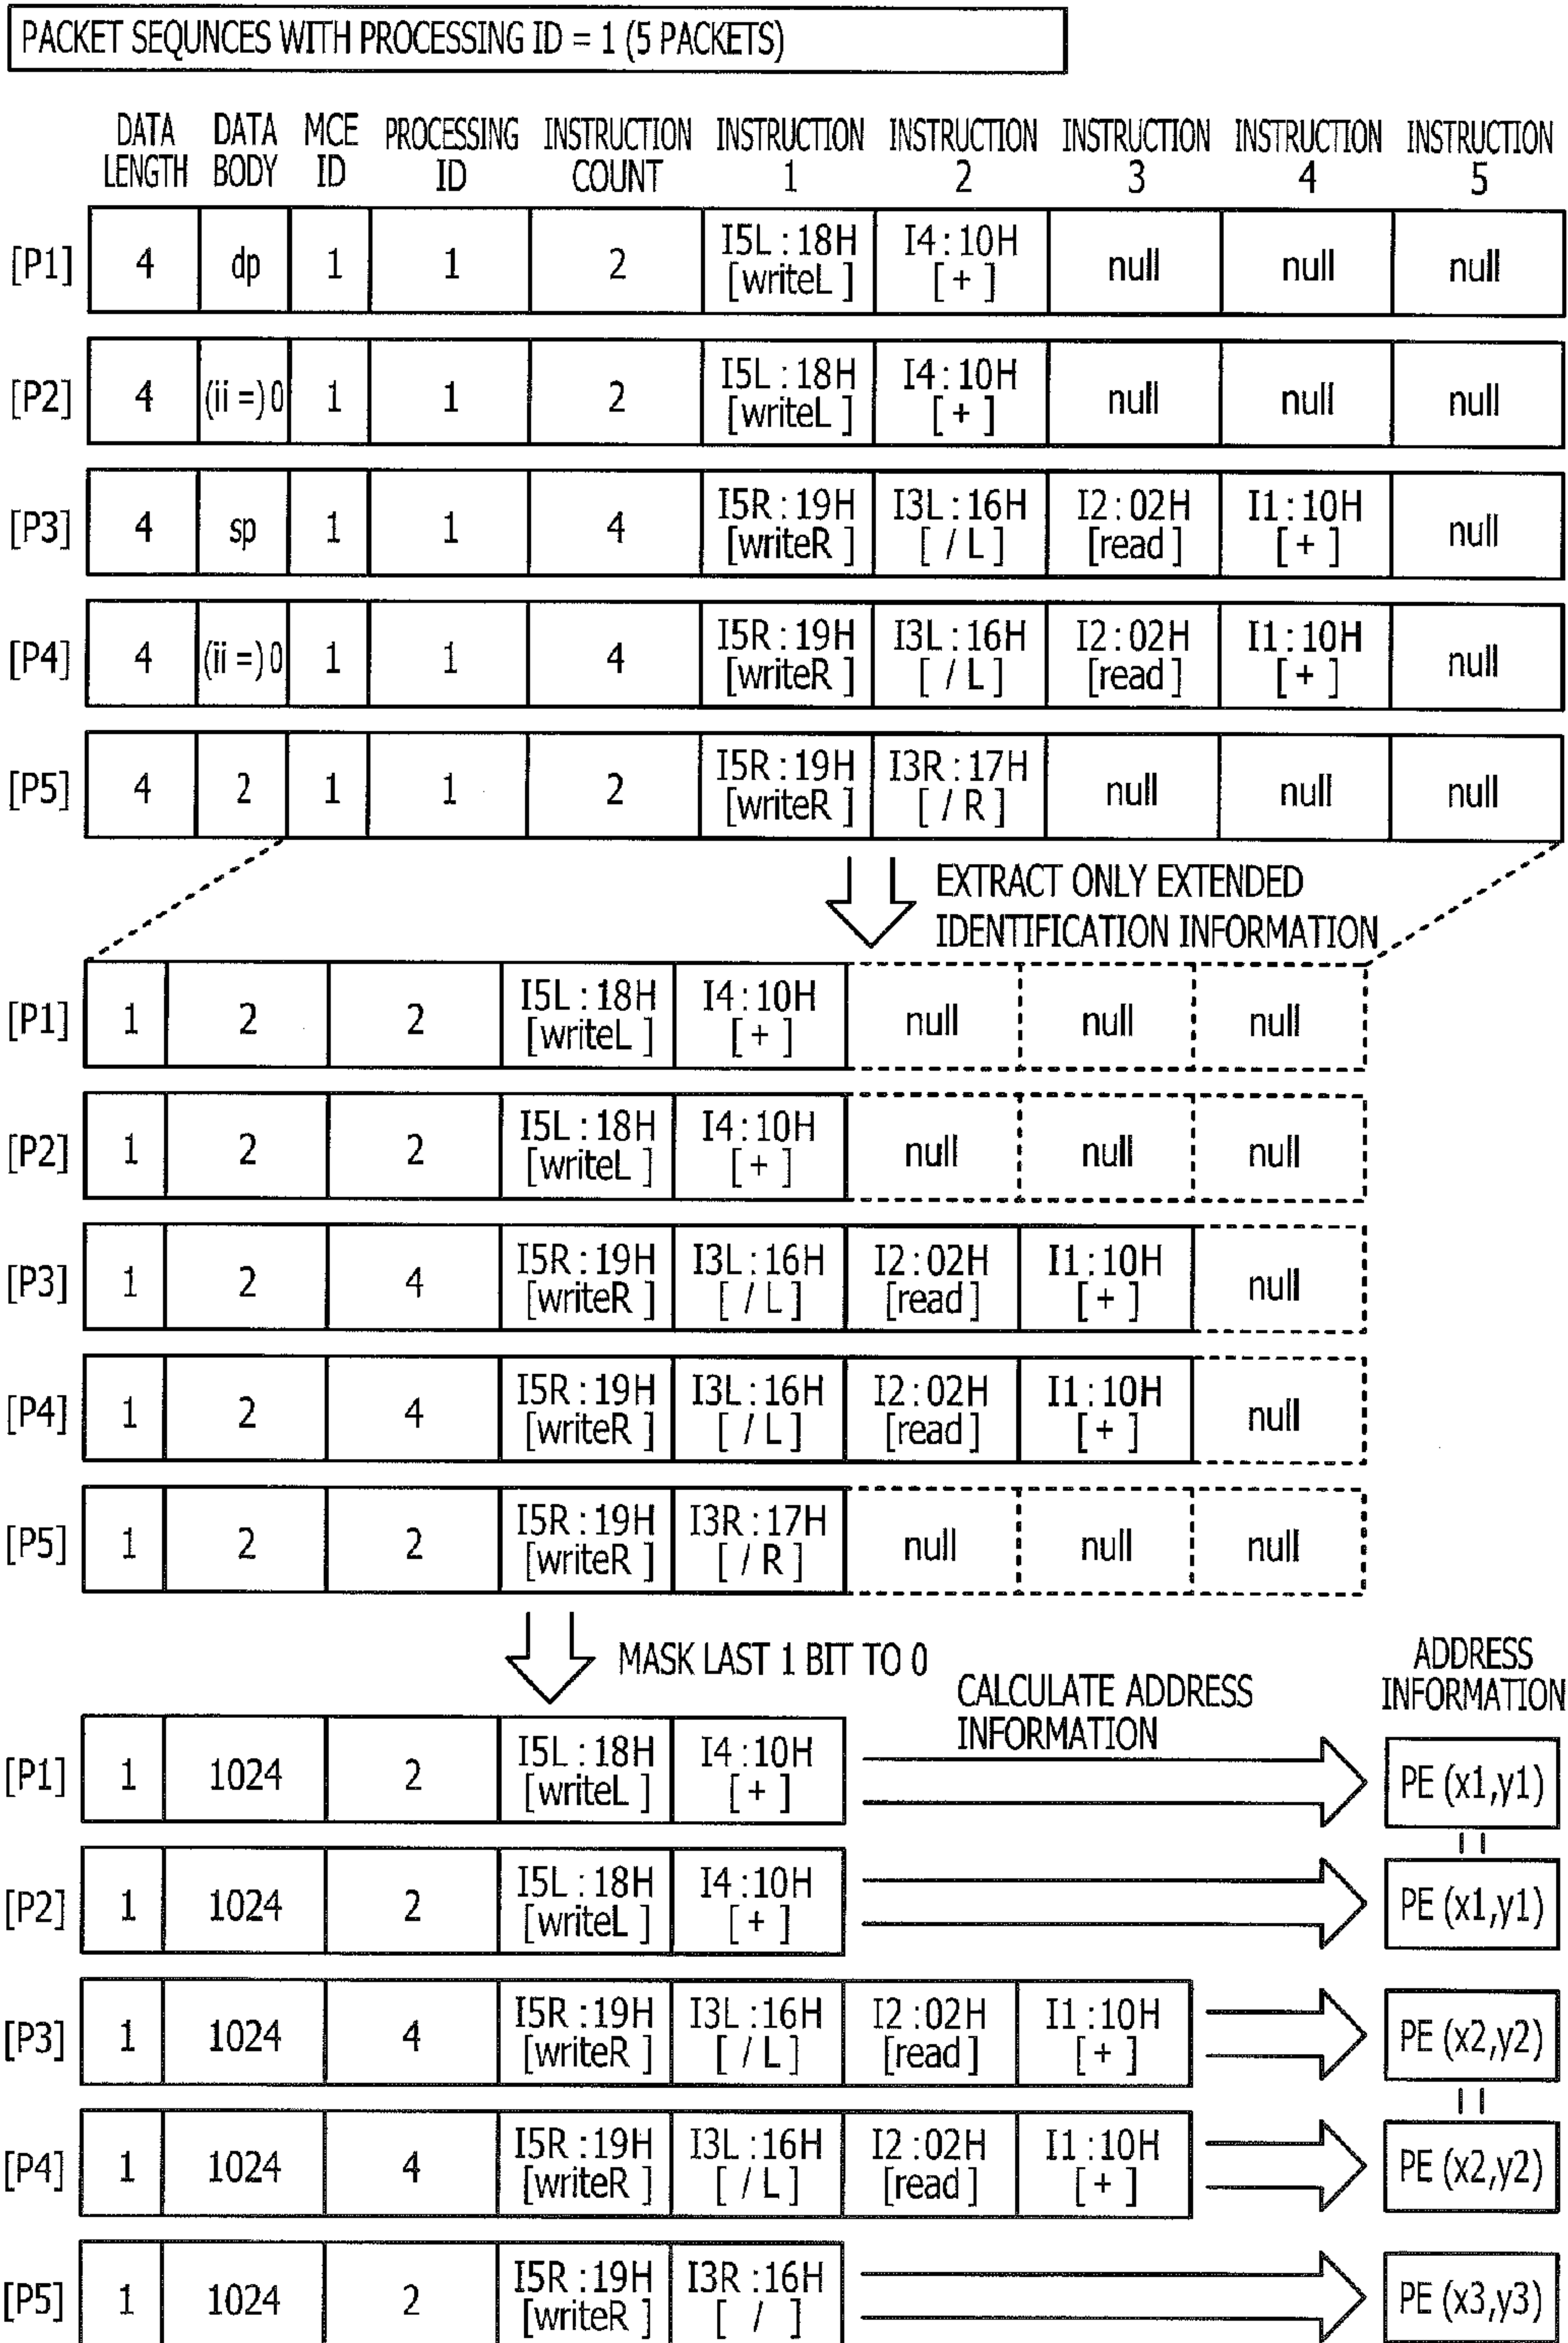 PACKET SEQUNCES WITH PROCESSING ID = 1 (5 PACKETS)
DATA LENGTH DATA BODY MCE ID PROCESSING ID INSTRUCTION COUNT INSTRUCTION 1 INSTRUCTION 2 INSTRUCTION 3 INSTRUCTION 4 INSTRUCTION 5
[P1] 4 dp 1 1 2 I5L:18H [writeL] I4:10H [+] null null null
[P2] 4 (ii =)0 1 1 2 I5L:18H [writeL] I4:10H [+] null null null
[P3] 4 sp 1 1 4 I5R:19H [writeR] I3L:16H [/L] I2:02H [read] I1:10H [+] null
[P4] 4 (ii =)0 1 1 4 I5R:19H [writeR] I3L:16H [/L] I2:02H [read] I1:10H [+] null
[P5] 4 2 1 1 2 I5R:19H [writeR] I3R:17H [/R] null null null
EXTRACT ONLY EXTENDED
IDENTIFICATION INFORMATION
[P1] 1 2 2 I5L:18H [writeL] I4:10H [+] null null null
[P2] 1 2 2 I5L:18H [writeL] I4:10H [+] null null null
[P3] 1 2 4 I5R:19H [writeR] I3L:16H [/L] I2:02H [read] I1:10H [+] null
[P4] 1 2 4 I5R:19H [writeR] I3L:16H [/L] I2:02H [read] I1:10H [+] null
[P5] 1 2 2 I5R:19H [writeR] I3R:17H [/R] null null null
MASK LAST 1 BIT TO 0
CALCULATE ADDRESS
INFORMATION
ADDRESS
INFORMATION
[P1] 1 1024 2 I5L:18H [writeL] I4:10H [+] PE (x1,y1)
[P2] 1 1024 2 I5L:18H [writeL] I4:10H [+] PE (x1,y1)
[P3] 1 1024 4 I5R:19H [writeR] I3L:16H [/L] I2:02H [read] I1:10H [+] PE (x2,y2)
[P4] 1 1024 4 I5R:19H [writeR] I3L:16H [/L] I2:02H [read] I1:10H [+] PE (x2,y2)
[P5] 1 1024 2 I5R:19H [writeR] I3R:16H [/] PE (x3,y3)